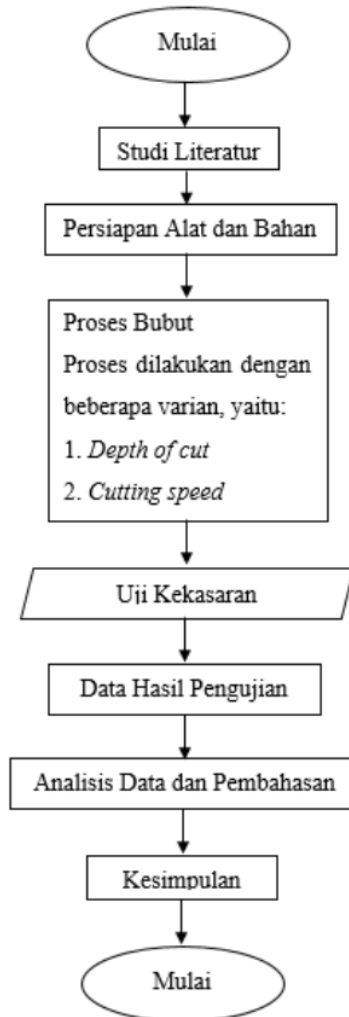 Mulai
Studi Literatur
Persiapan Alat dan Bahan
Proses Bubut
Proses dilakukan dengan
beberapa varian, yaitu:
1. Depth of cut
2. Cutting speed
Uji Kekasaran
Data Hasil Pengujian
Analisis Data dan Pembahasan
Kesimpulan
Mulai